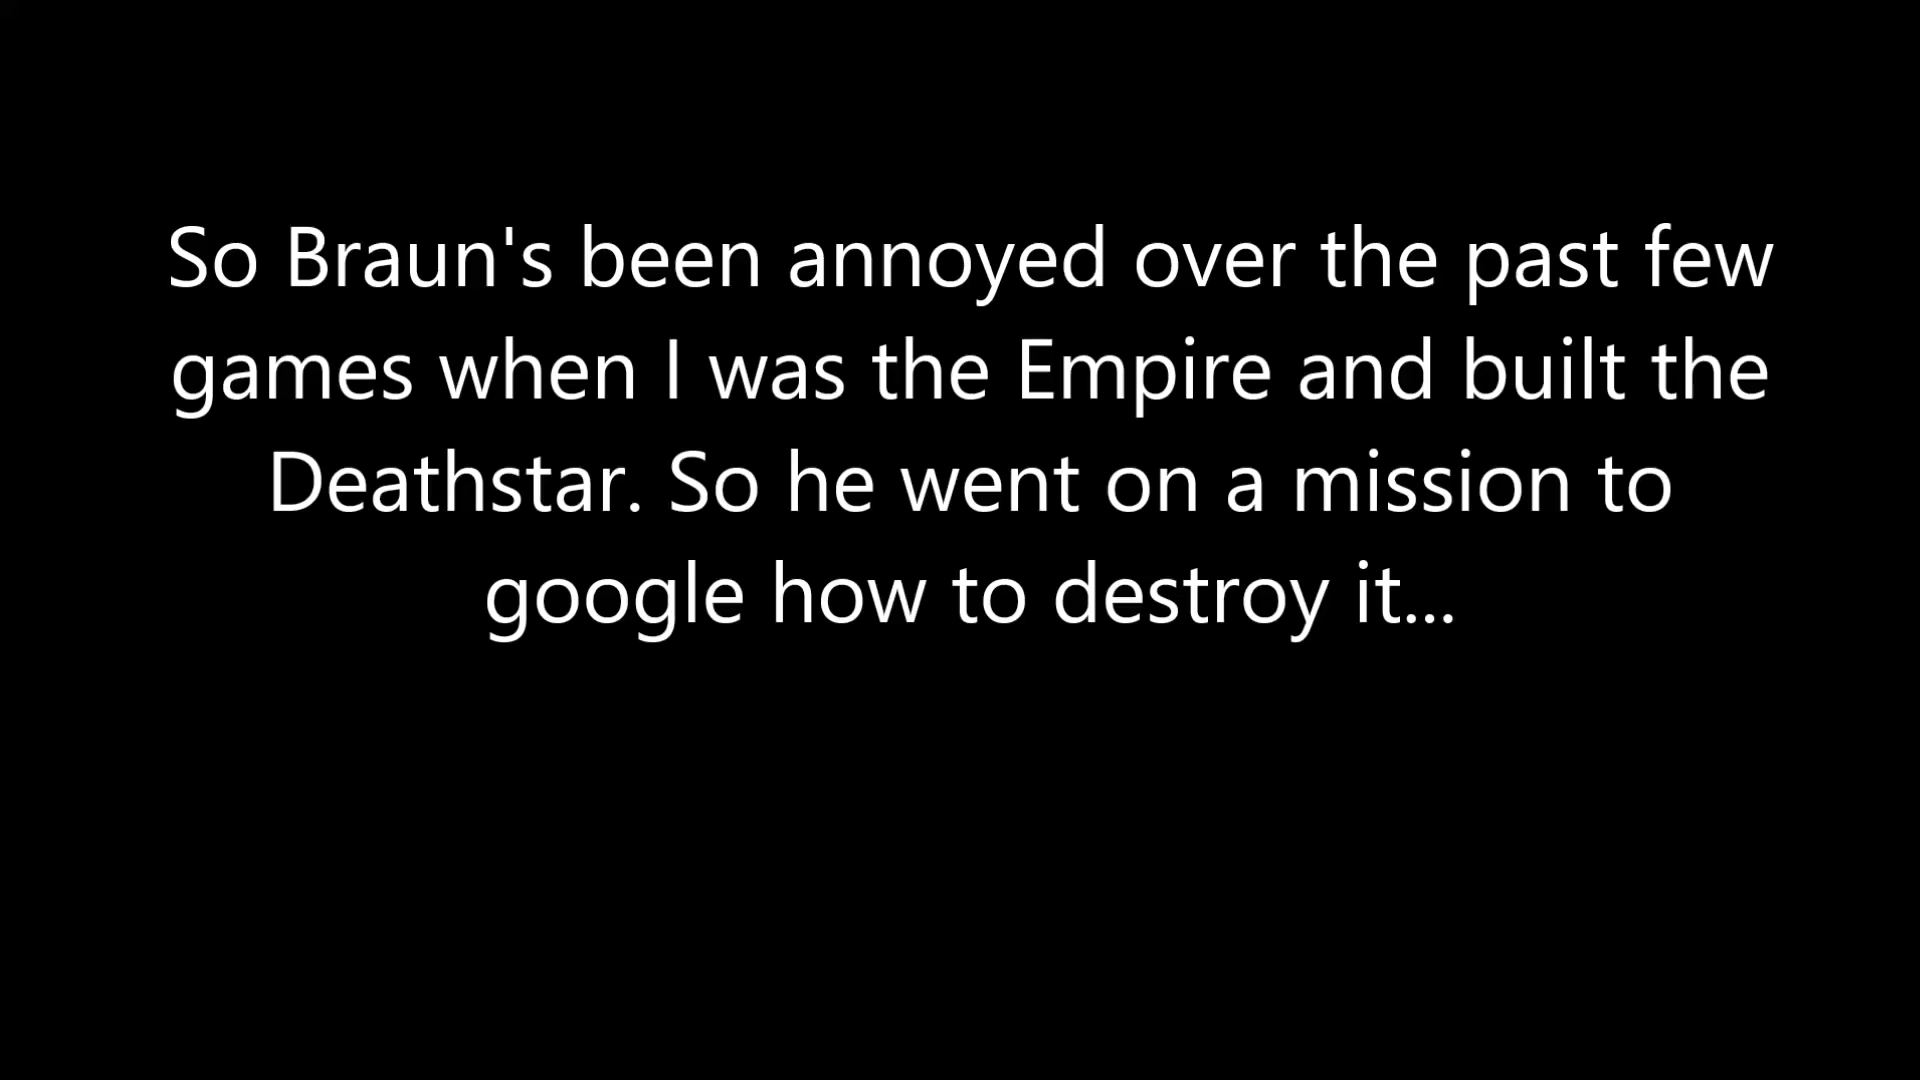 So Braun's been annoyed over the past few
games when I was the Empire and built the
Deathstar. So he went on a mission to
google how to destroy it...